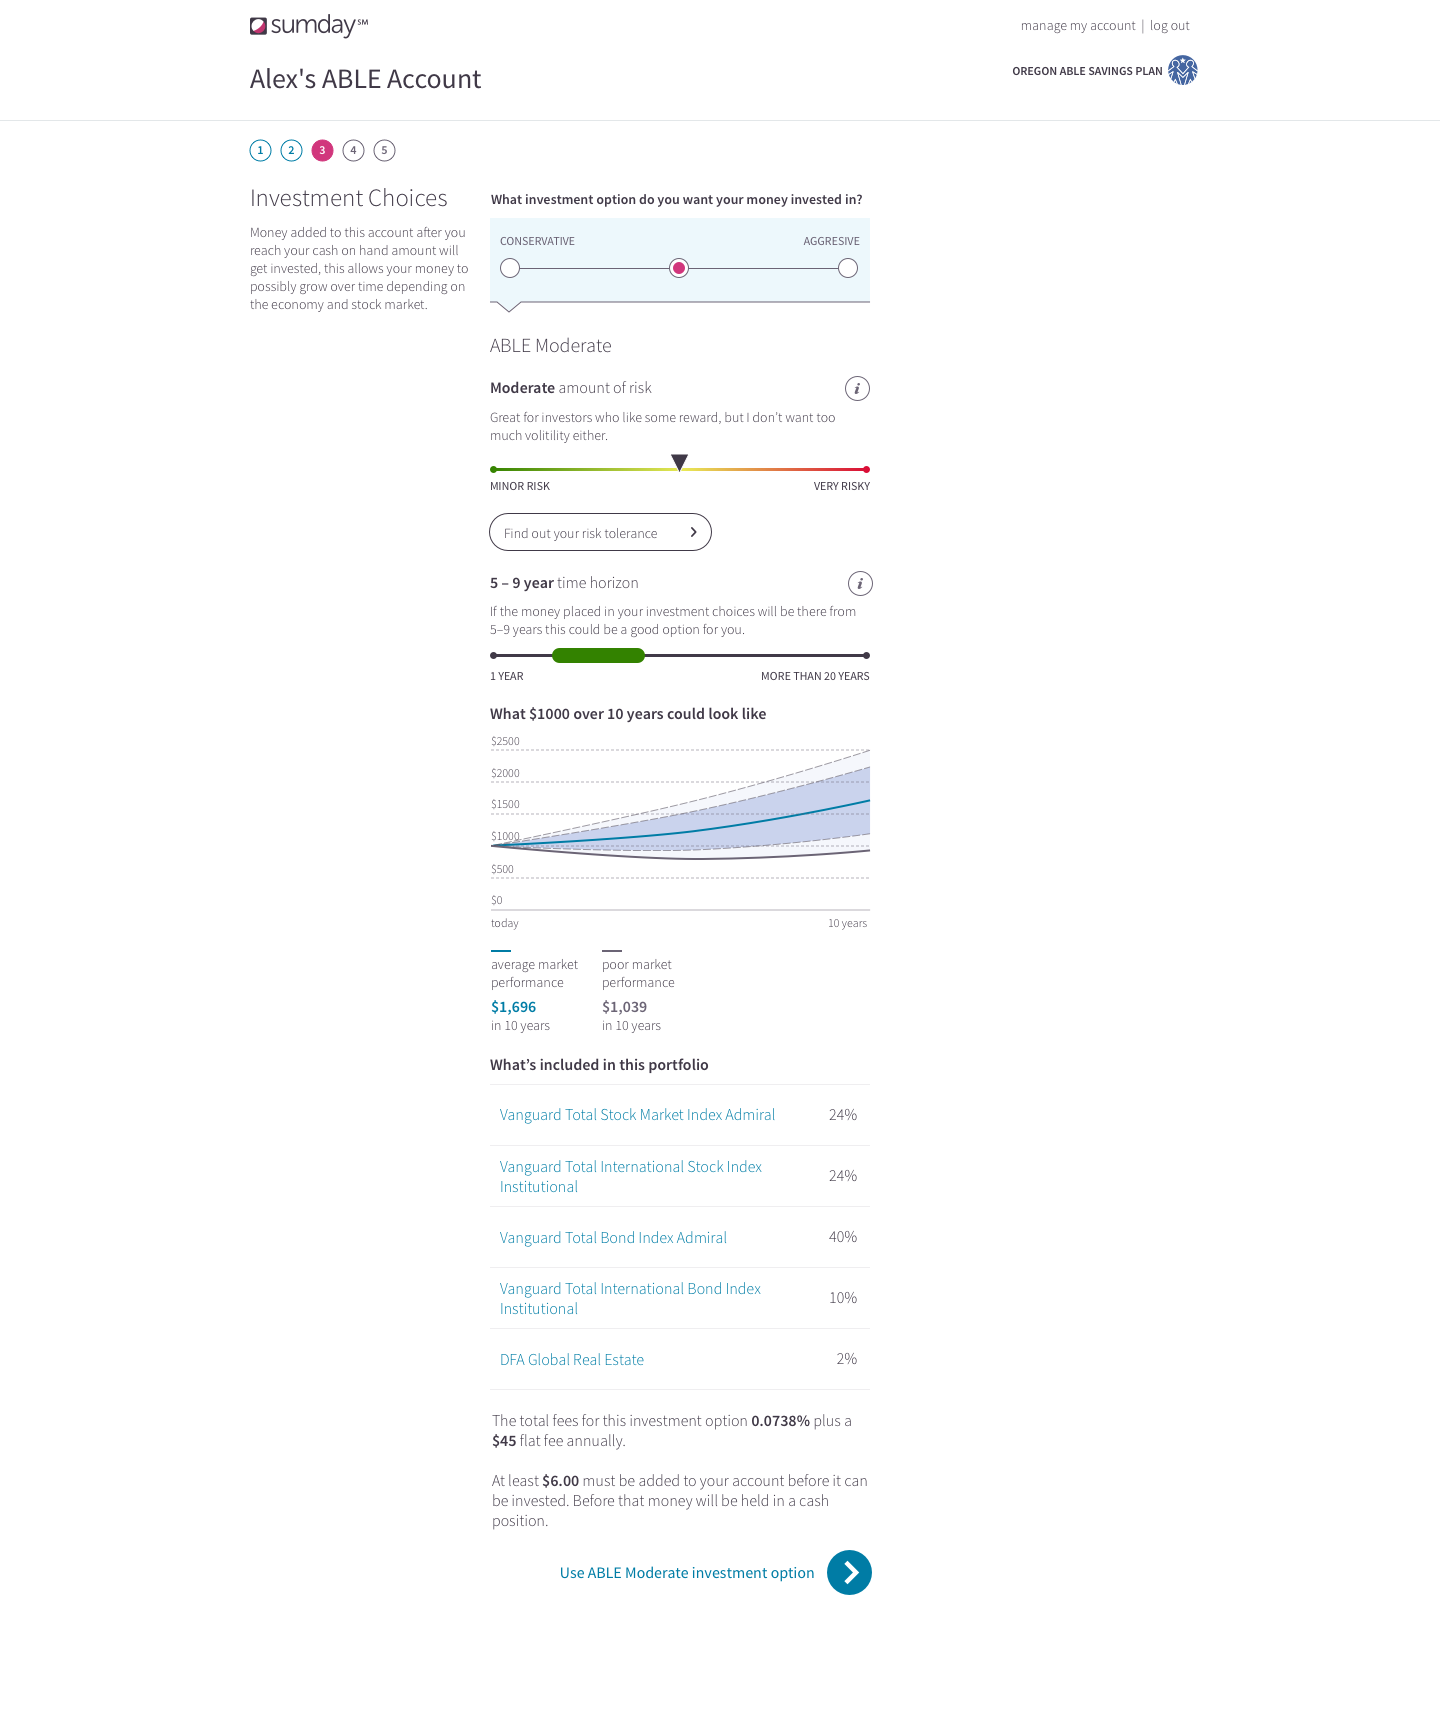 sumday℠
manage my account | log out
Alex's ABLE Account
OREGON ABLE SAVINGS PLAN
1 2 3 4 5
Investment Choices
Money added to this account after you
reach your cash on hand amount will
get invested, this allows your money to
possibly grow over time depending on
the economy and stock market.
What investment option do you want your money invested in?
CONSERVATIVE AGGRESIVE
ABLE Moderate
Moderate amount of risk
i
Great for investors who like some reward, but I don't want too
much volitility either.
MINOR RISK VERY RISKY
Find out your risk tolerance
5 – 9 year time horizon
i
If the money placed in your investment choices will be there from
5–9 years this could be a good option for you.
1 YEAR MORE THAN 20 YEARS
What $1000 over 10 years could look like
$2500
$2000
$1500
$1000
$500
$0
today 10 years
average market
performance
$1,696
in 10 years
poor market
performance
$1,039
in 10 years
What’s included in this portfolio
Vanguard Total Stock Market Index Admiral 24%
Vanguard Total International Stock Index
Institutional
24%
Vanguard Total Bond Index Admiral 40%
Vanguard Total International Bond Index
Institutional
10%
DFA Global Real Estate 2%
The total fees for this investment option 0.0738% plus a
$45 flat fee annually.
At least $6.00 must be added to your account before it can
be invested. Before that money will be held in a cash
position.
Use ABLE Moderate investment option